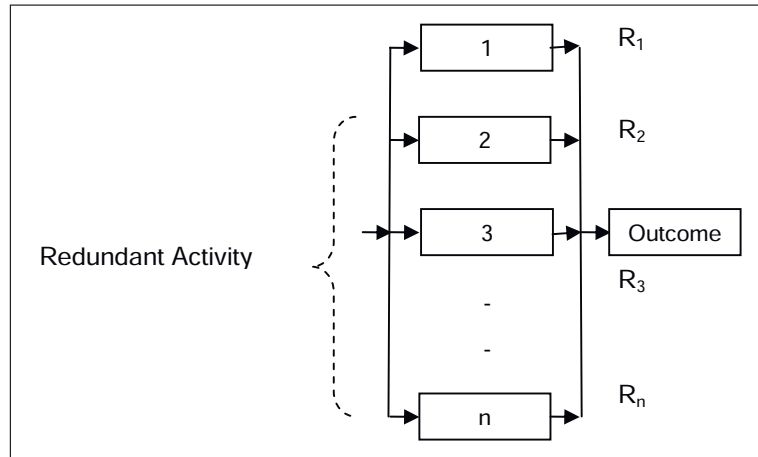 1
R₁
2
R₂
3
Outcome
Redundant Activity
R₃
-
-
n
Rₙ